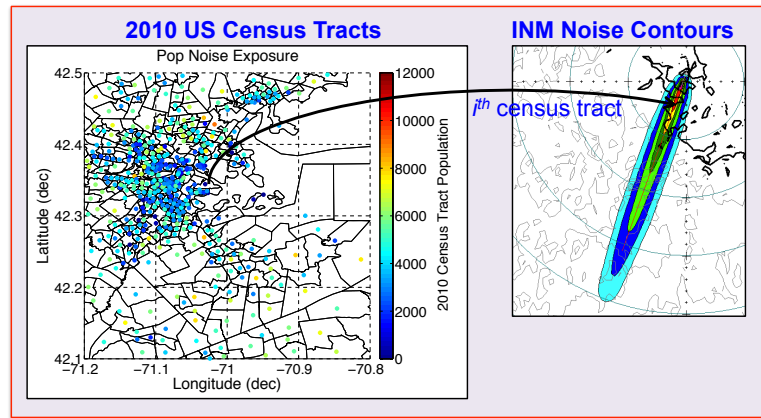 2010 US Census Tracts
INM Noise Contours
Pop Noise Exposure
42.5
42.4
42.3
42.2
42.1
Latitude (dec)
−71.2
−71.1
−71
−70.9
−70.8
Longitude (dec)
12000
10000
8000
6000
4000
2000
0
2010 Census Tract Population
ith census tract